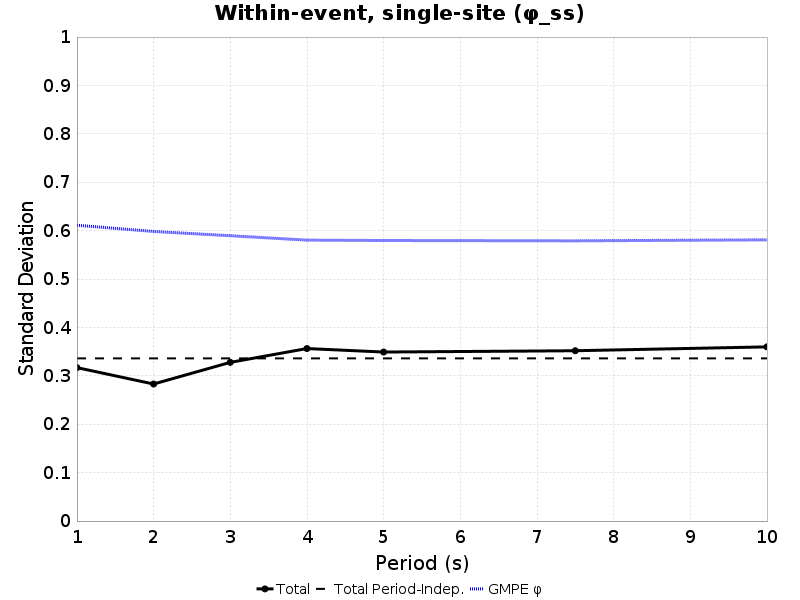 Within-event, single-site (φ_ss)
1
0.9
0.8
0.7
0.6
0.5
0.4
0.3
0.2
0.1
0
Standard Deviation
1 2 3 4 5 6 7 8 9 10
Period (s)
Total Total Period-Indep. GMPE φ